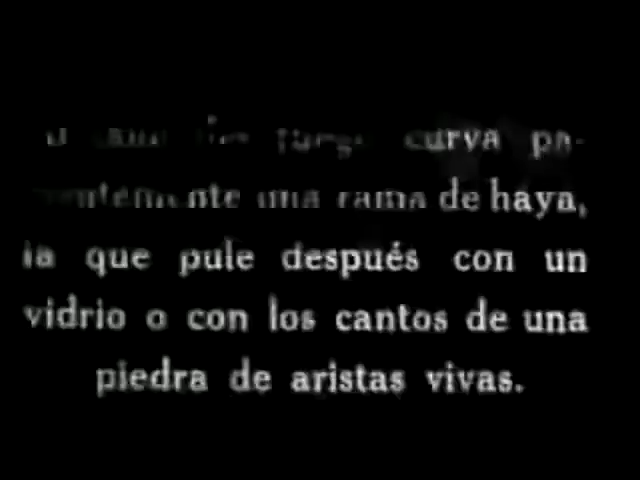 curva pa-
una rama de haya,
la que pule después con un
vidrio o con los cantos de una
piedra de aristas vivas.